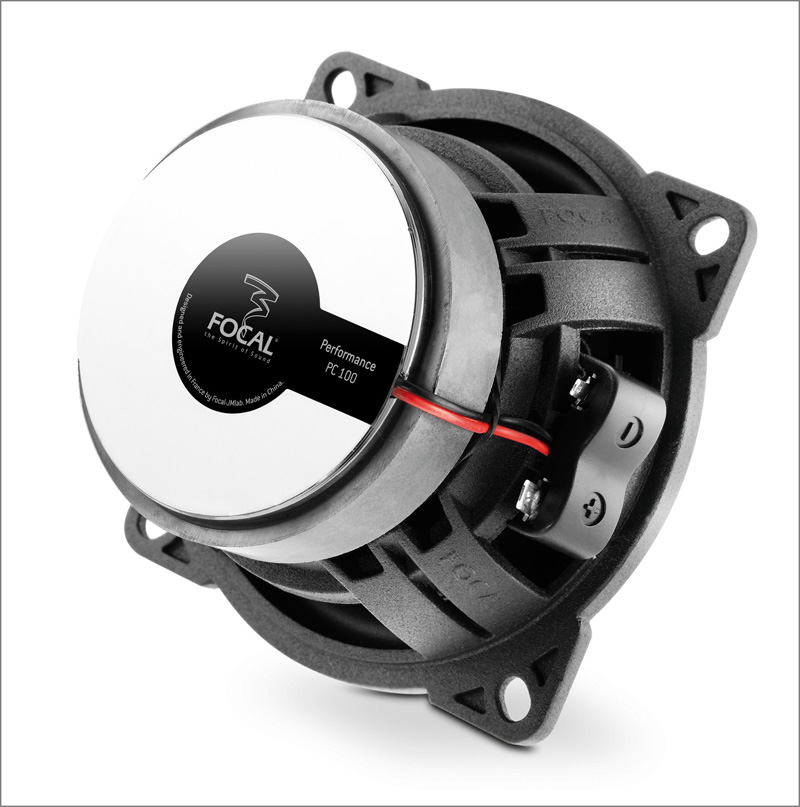 FOCAL
FOCAL®
the Spirit of Sound
Performance
PC 100
Designed and engineered in France by Focal-JMlab. Made in China.
FOCAL